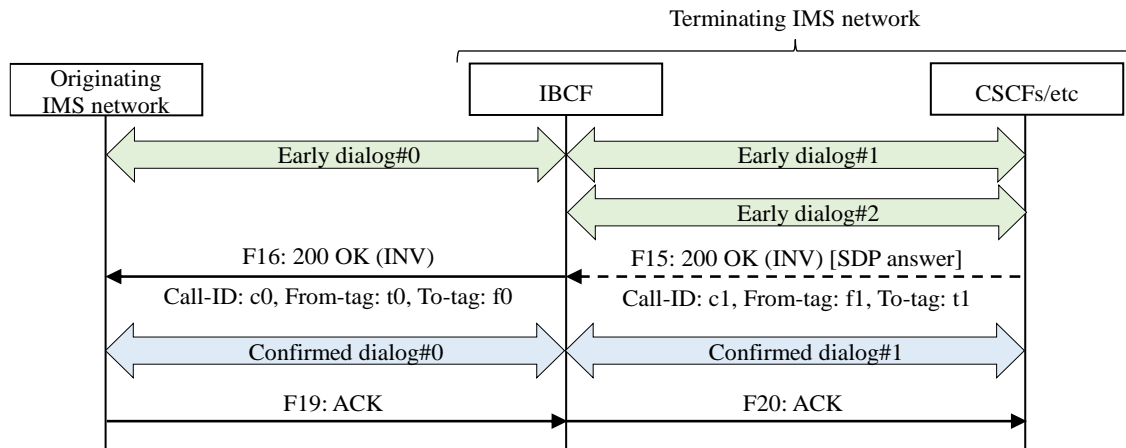 Terminating IMS network
Originating
IMS network
IBCF
CSCFs/etc
Early dialog#0
Early dialog#1
Early dialog#2
F16: 200 OK (INV)
F15: 200 OK (INV) [SDP answer]
Call-ID: c0, From-tag: t0, To-tag: f0
Call-ID: c1, From-tag: f1, To-tag: t1
Confirmed dialog#0
Confirmed dialog#1
F19: ACK
F20: ACK